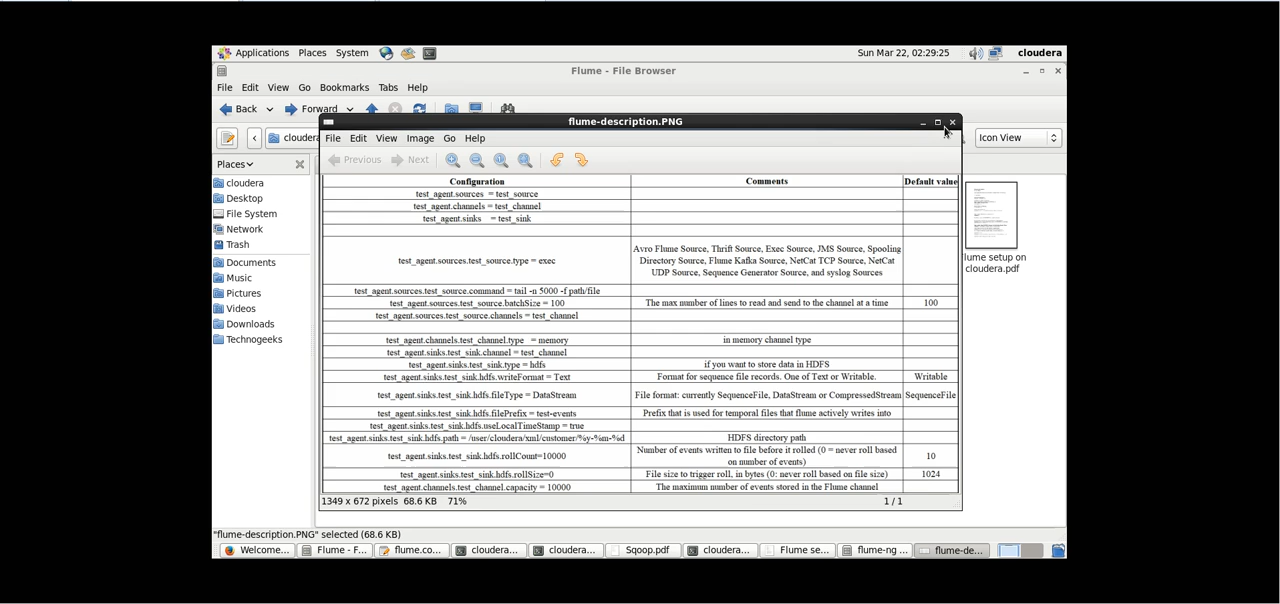 Applications Places System Sun Mar 22, 02:29:25 cloudera
Flume - File Browser
File Edit View Go Bookmarks Tabs Help
Back Forward
flume-description.PNG
cloudera Icon View
File Edit View Image Go Help
Places
Previous Next
cloudera
Desktop
File System
Network
Trash
Documents
Music
Pictures
Videos
Downloads
Technogeeks
Configuration Comments Default value
test_agent.sources = test_source
test_agent.channels = test_channel
test_agent.sinks = test_sink
test_agent.sources.test_source.type = exec
Avro Flume Source, Thrift Source, Exec Source, JMS Source, Spooling
Directory Source, Flume Kafka Source, NetCat TCP Source, NetCat
UDP Source, Sequence Generator Source, and syslog Sources
test_agent.sources.test_source.command = tail -n 5000 -f path/file
test_agent.sources.test_source.batchSize = 100 The max number of lines to read and send to the channel at a time 100
test_agent.sources.test_source.channels = test_channel
test_agent.channels.test_channel.type = memory in memory channel type
test_agent.sinks.test_sink.channel = test_channel
test_agent.sinks.test_sink.type = hdfs if you want to store data in HDFS
test_agent.sinks.test_sink.hdfs.writeFormat = Text Format for sequence file records. One of Text or Writable. Writable
test_agent.sinks.test_sink.hdfs.fileType = DataStream File format: currently SequenceFile, DataStream or CompressedStream SequenceFile
test_agent.sinks.test_sink.hdfs.filePrefix = test-events Prefix that is used for temporal files that flume actively writes into
test_agent.sinks.test_sink.hdfs.useLocalTimeStamp = true
test_agent.sinks.test_sink.hdfs.path = /user/cloudera/xml/customer/%y-%m-%d HDFS directory path
test_agent.sinks.test_sink.hdfs.rollCount=10000 Number of events written to file before it rolled (0 = never roll based
on number of events) 10
test_agent.sinks.test_sink.hdfs.rollSize=0 File size to trigger roll, in bytes (0: never roll based on file size) 1024
test_agent.channels.test_channel.capacity = 10000 The maximum number of events stored in the Flume channel
1349 x 672 pixels 68.6 KB 71% 1 / 1
lume setup on
cloudera.pdf
"flume-description.PNG" selected (68.6 KB)
Welcome... Flume - F... flume.co... cloudera... cloudera... Sqoop.pdf cloudera... Flume se... flume-ng ... flume-de...